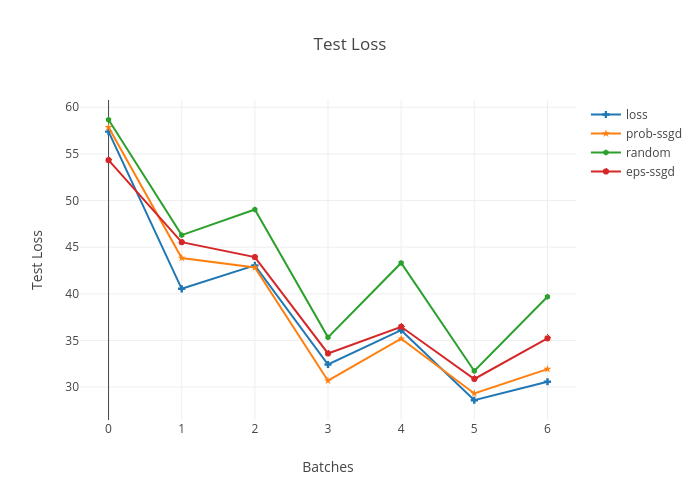 Test Loss
60
55
50
45
40
35
30
Test Loss
0 1 2 3 4 5 6
Batches
loss
prob-ssgd
random
eps-ssgd